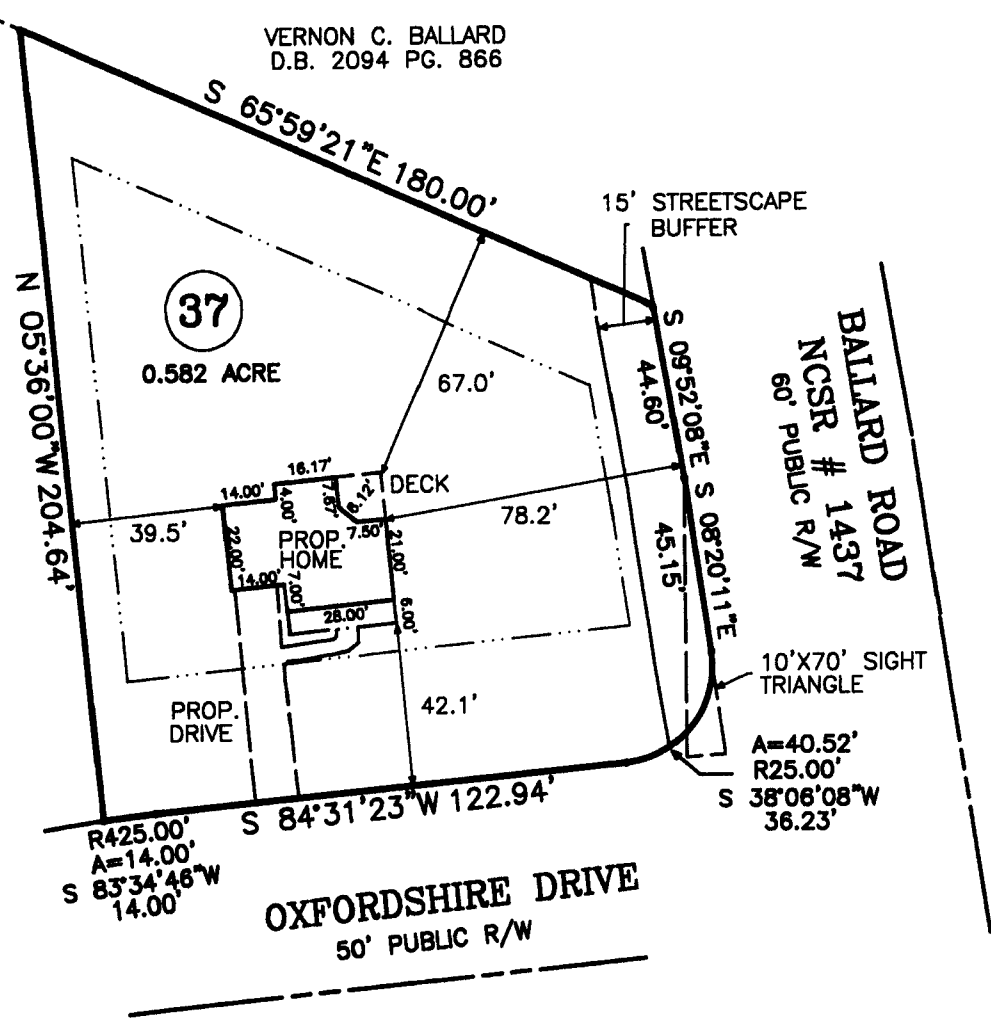 VERNON C. BALLARD
D.B. 2094 PG. 866
S 65°59'21"E 180.00'
15' STREETSCAPE
BUFFER
37
0.582 ACRE
N 05°36'00"W 204.64'
67.0'
S 09°52'08"E
44.60'
S 08°20'11"E
45.15'
BALLARD ROAD
NCSR # 1437
60' PUBLIC R/W
16.17'
DECK
14.00'
4.00'
7.67'
8.12'
7.50'
39.5'
78.2'
PROP.
HOME
22.00'
21.00'
14.00'
7.00'
28.00'
6.00'
10'X70' SIGHT
TRIANGLE
42.1'
PROP.
DRIVE
A=40.52'
R25.00'
S 38°06'08"W
36.23'
S 84°31'23"W 122.94'
R425.00'
A=14.00'
S 83°34'46"W
14.00'
OXFORDSHIRE DRIVE
50' PUBLIC R/W